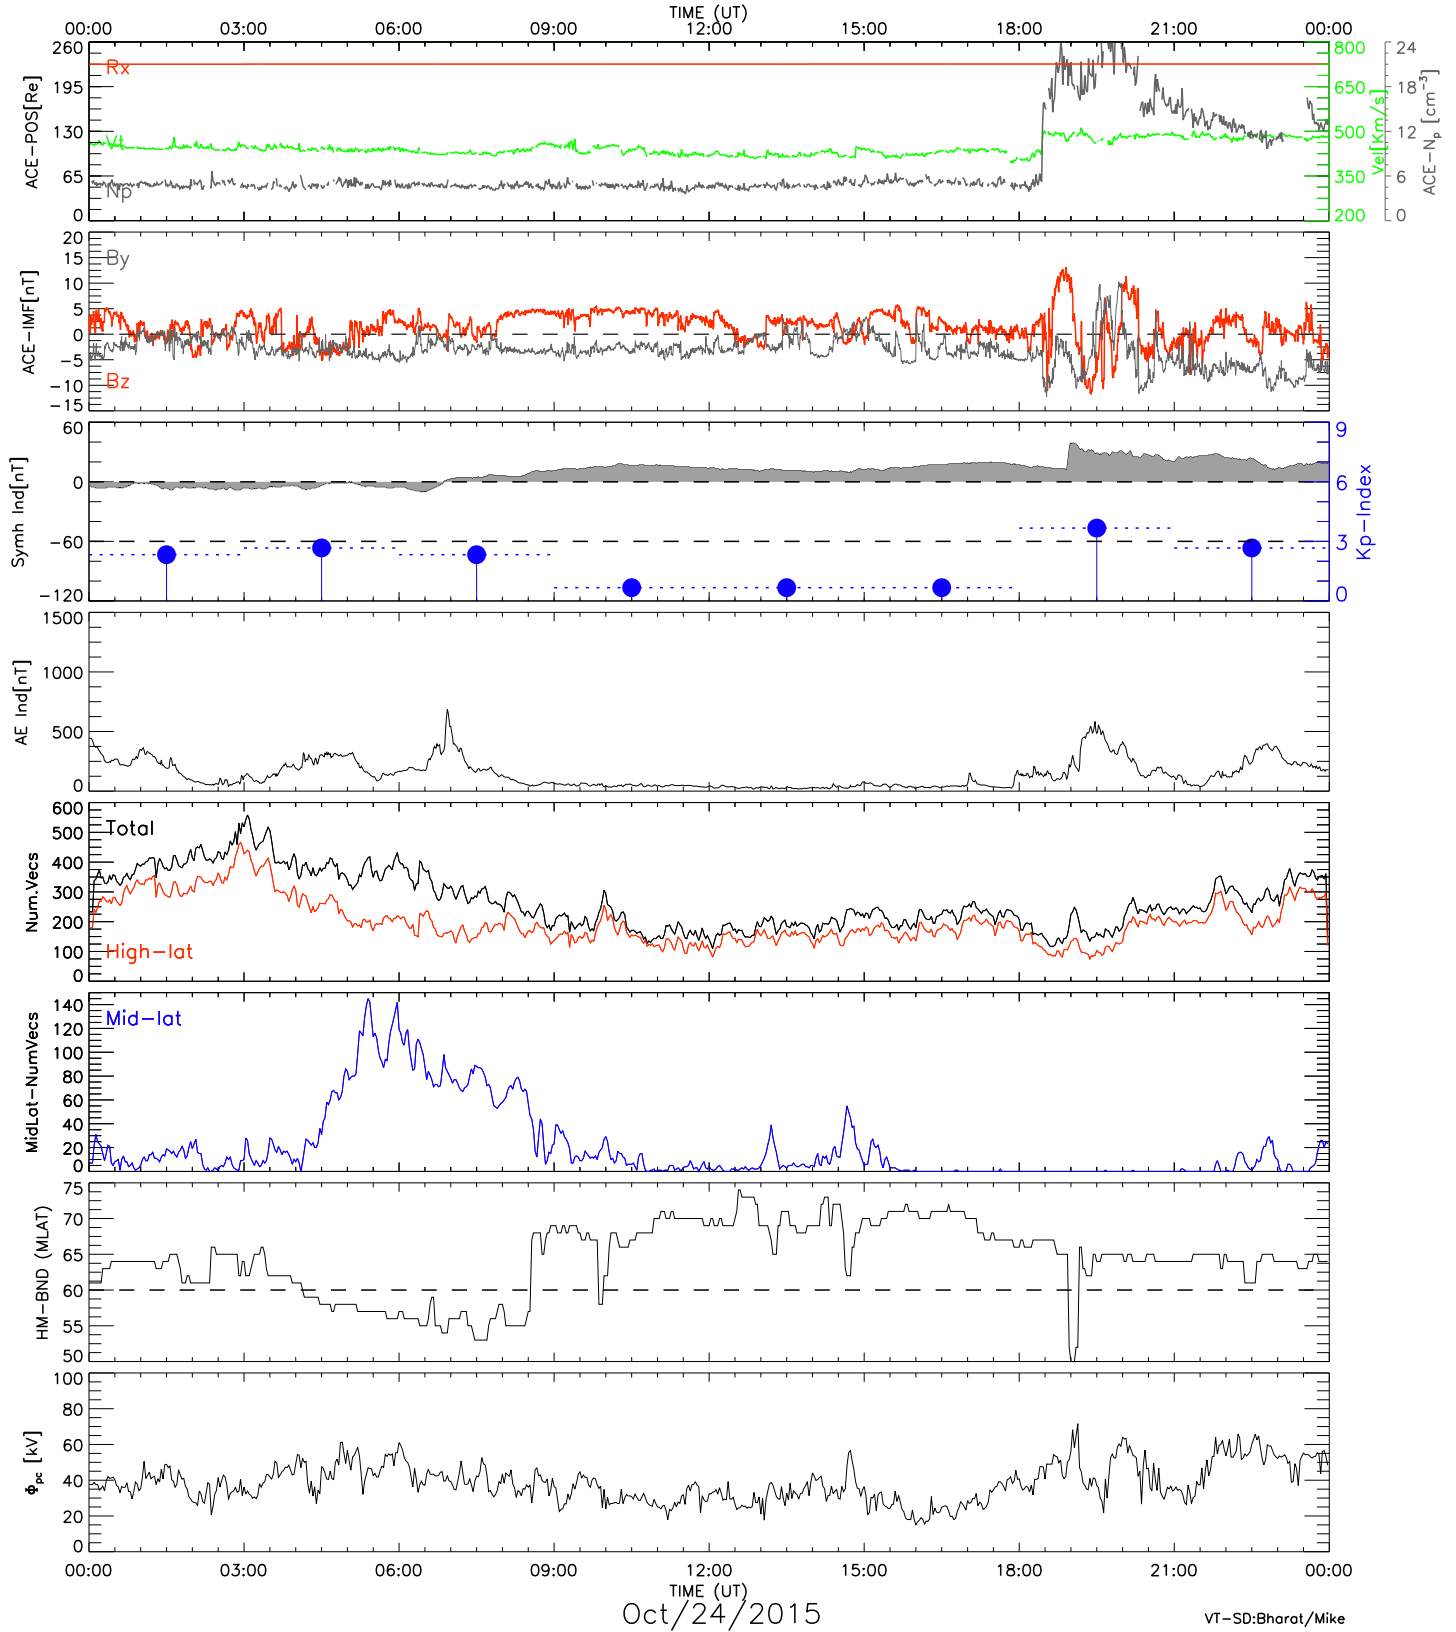 TIME (UT)
00:00 03:00 06:00 09:00 12:00 15:00 18:00 21:00 00:00
ACE-POS[Re]
260
195
130
65
0
Rx
Vt
Np
800
650
500
350
200
Vel[Km/s]
24
18
12
6
0
ACE-Np [cm-3]
ACE-IMF[nT]
20
15
10
5
0
-5
-10
-15
By
Bz
Symh Ind[nT]
60
0
-60
-120
9
6
3
0
Kp-Index
AE Ind[nT]
1500
1000
500
0
Num.Vecs
600
500
400
300
200
100
0
Total
High-lat
MidLat-NumVecs
140
120
100
80
60
40
20
0
Mid-lat
HM-BND (MLAT)
75
70
65
60
55
50
Φpc [kV]
100
80
60
40
20
0
00:00 03:00 06:00 09:00 12:00 15:00 18:00 21:00 00:00
TIME (UT)
Oct/24/2015
VT-SD:Bharat/Mike